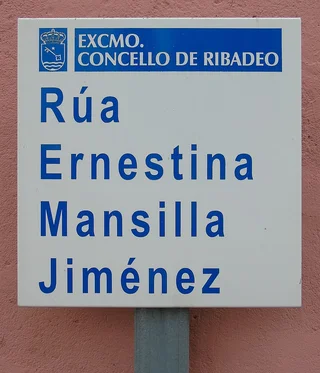 EXCMO.
CONCELLO DE RIBADEO
Rúa
Ernestina
Mansilla
Jiménez